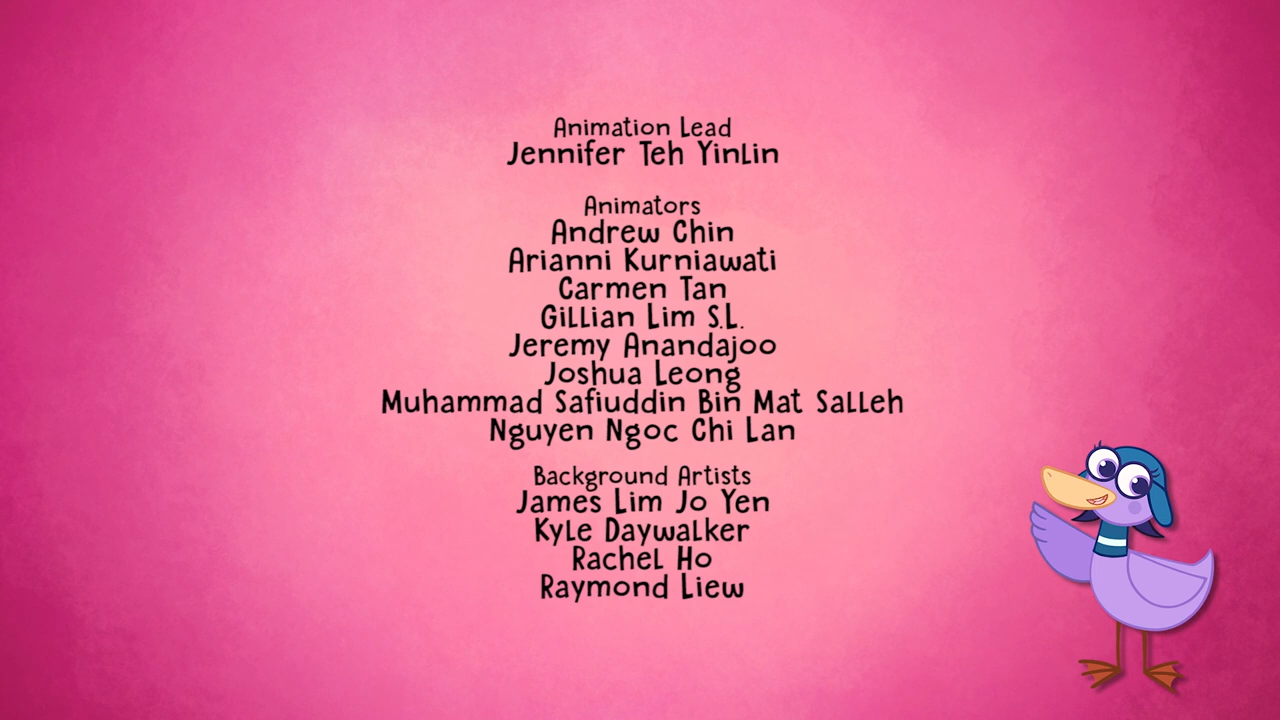 Animation Lead
Jennifer Teh YinLin
Animators
Andrew Chin
Arianni Kurniawati
Carmen Tan
Gillian Lim S.L.
Jeremy Anandajoo
Joshua Leong
Muhammad Safiuddin Bin Mat Salleh
Nguyen Ngoc Chi Lan
Background Artists
James Lim Jo Yen
Kyle Daywalker
Rachel Ho
Raymond Liew